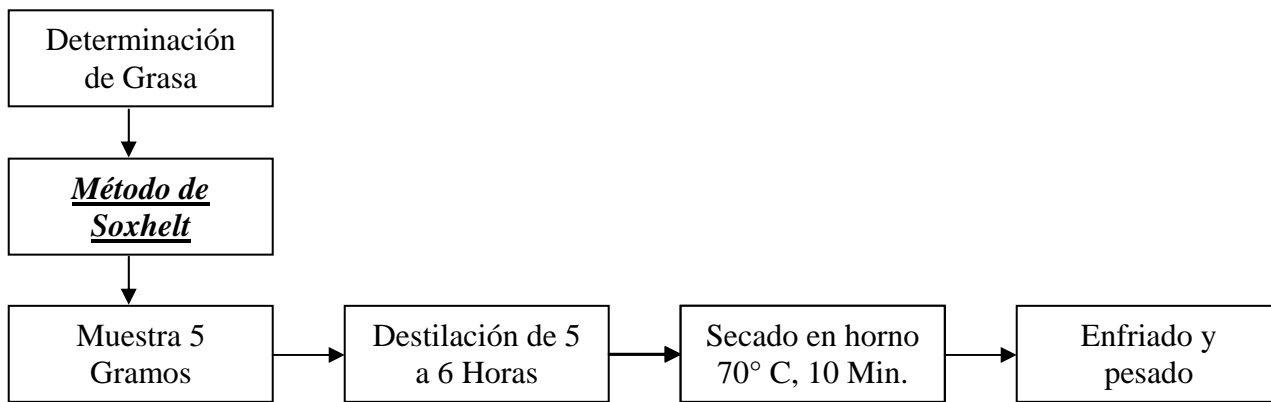 Determinación
de Grasa
Método de
Soxhelt
Muestra 5
Gramos
Destilación de 5
a 6 Horas
Secado en horno
70° C, 10 Min.
Enfriado y
pesado